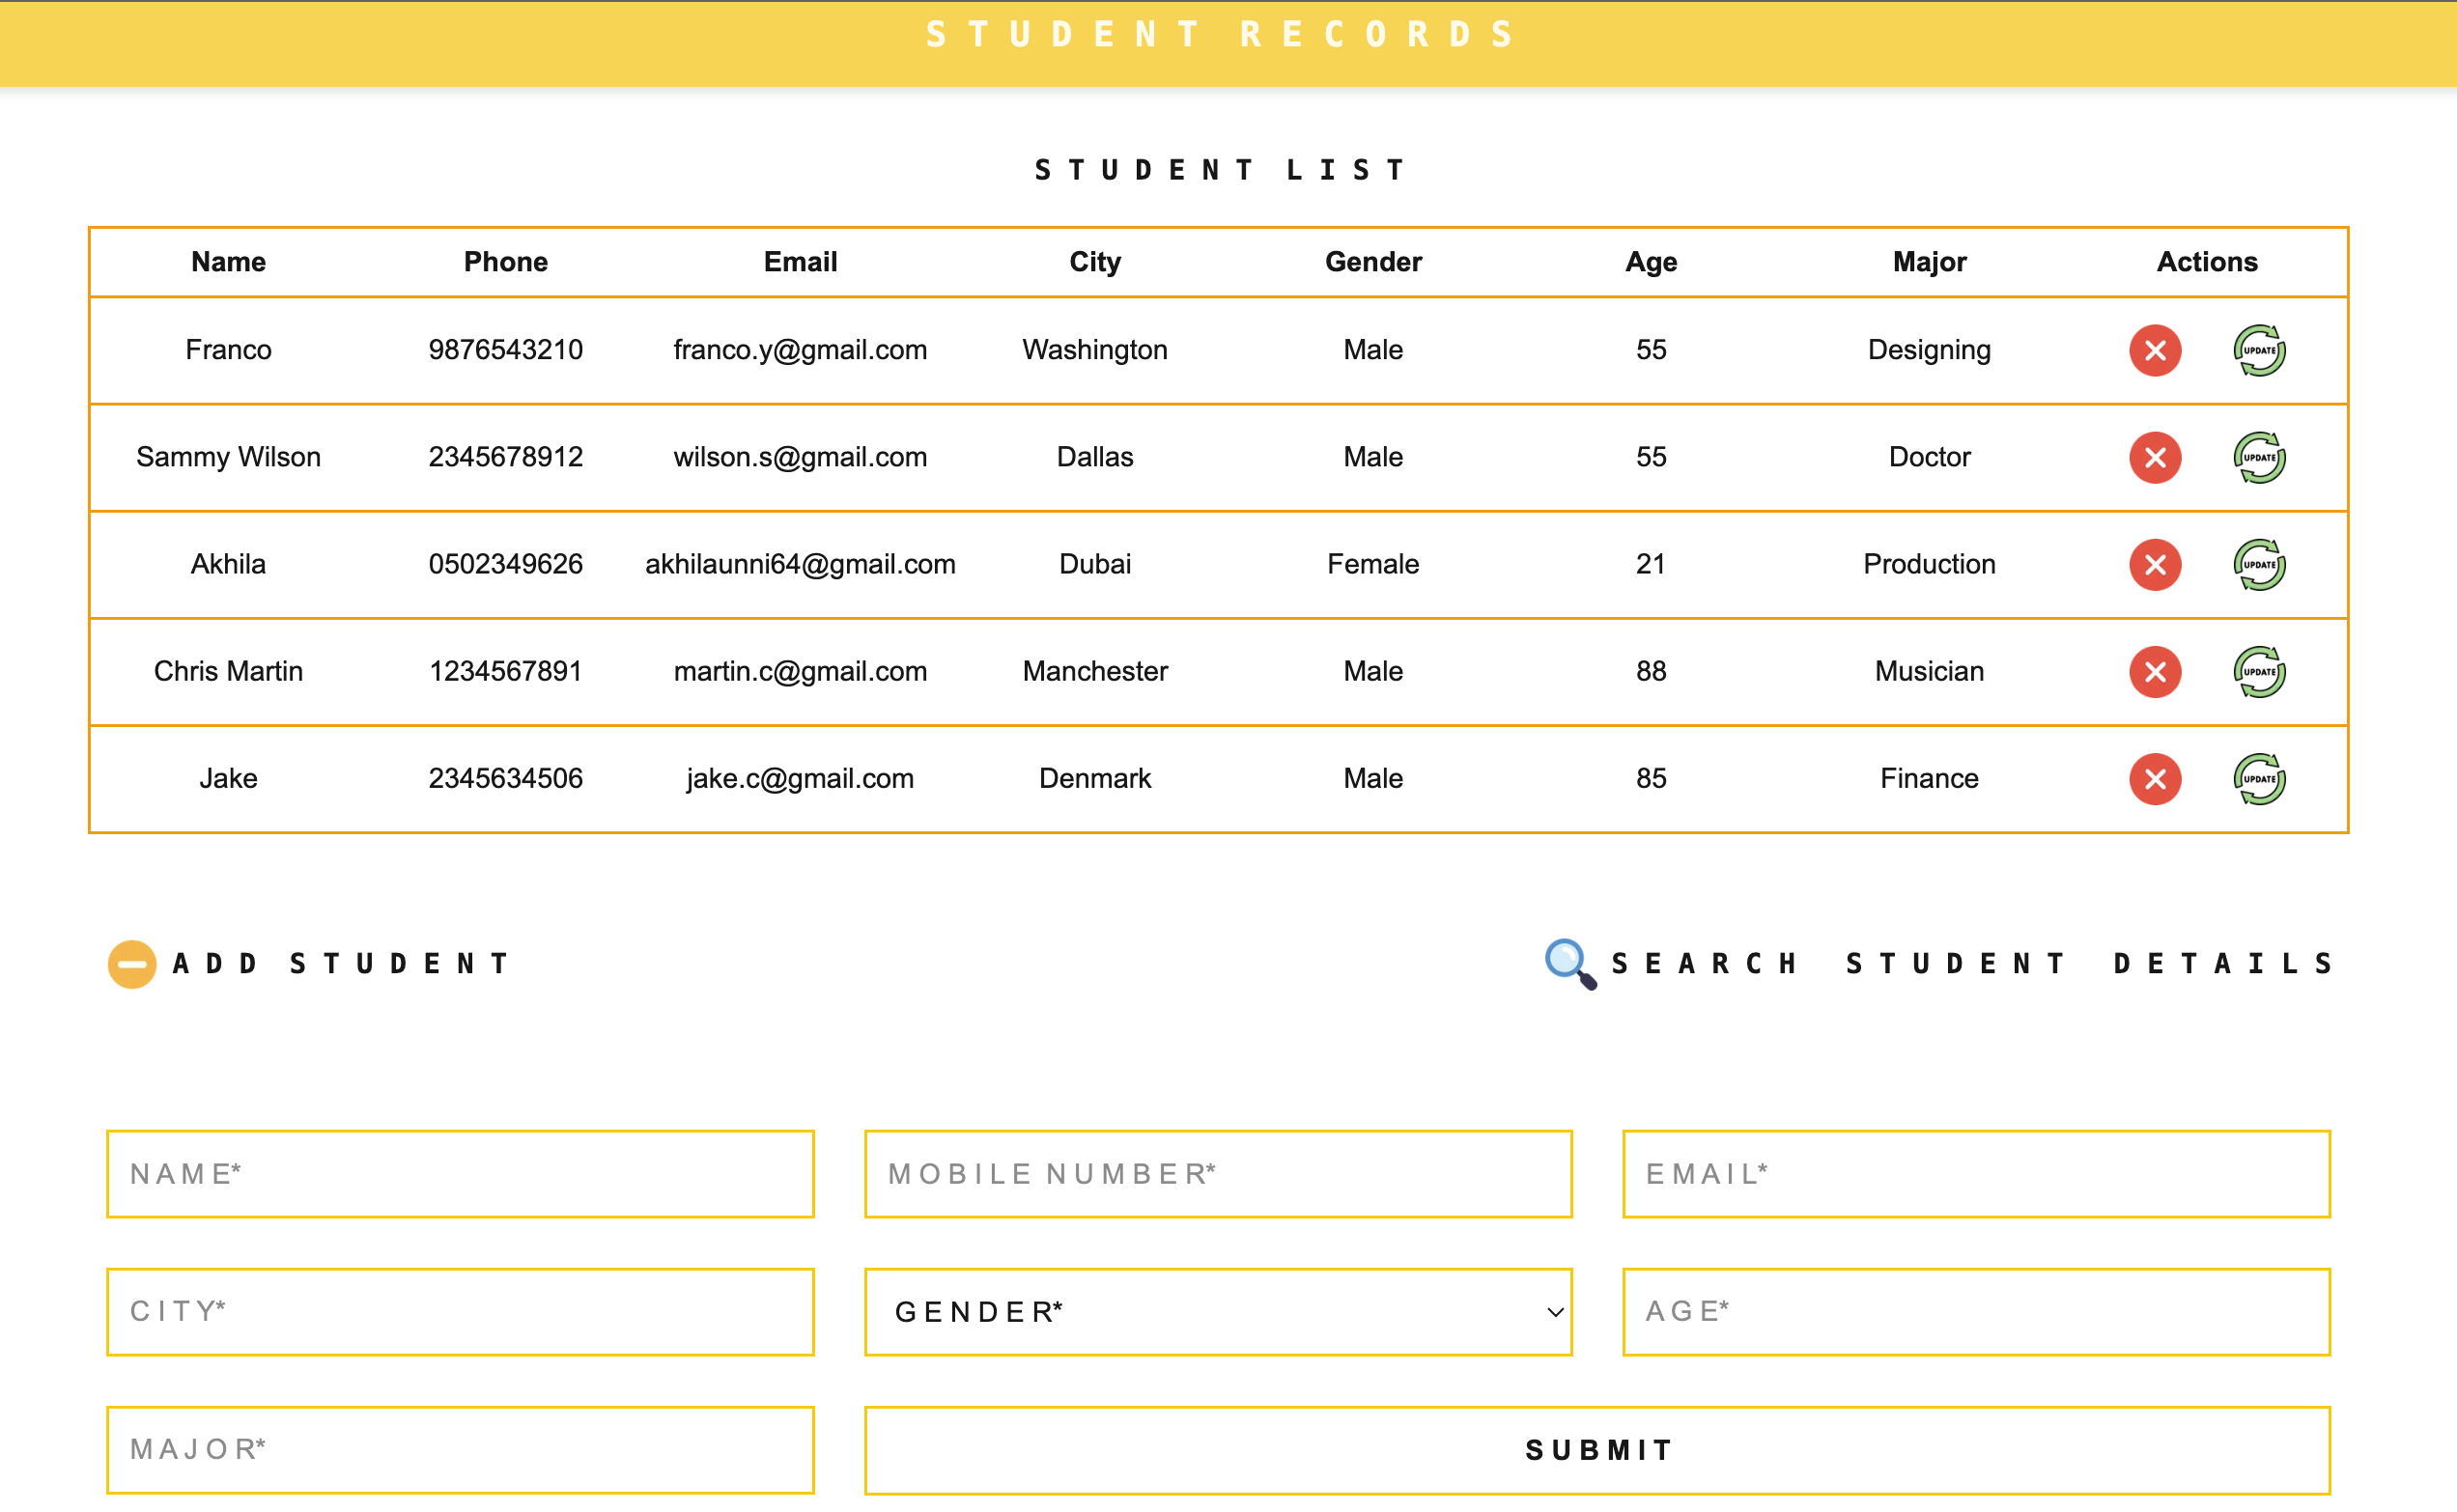 STUDENT RECORDS
STUDENT LIST
Name Phone Email City Gender Age Major Actions
Franco 9876543210 franco.y@gmail.com Washington Male 55 Designing UPDATE
Sammy Wilson 2345678912 wilson.s@gmail.com Dallas Male 55 Doctor UPDATE
Akhila 0502349626 akhilaunni64@gmail.com Dubai Female 21 Production UPDATE
Chris Martin 1234567891 martin.c@gmail.com Manchester Male 88 Musician UPDATE
Jake 2345634506 jake.c@gmail.com Denmark Male 85 Finance UPDATE
ADD STUDENT SEARCH STUDENT DETAILS
NAME* MOBILE NUMBER* EMAIL*
CITY* GENDER* AGE*
MAJOR* SUBMIT